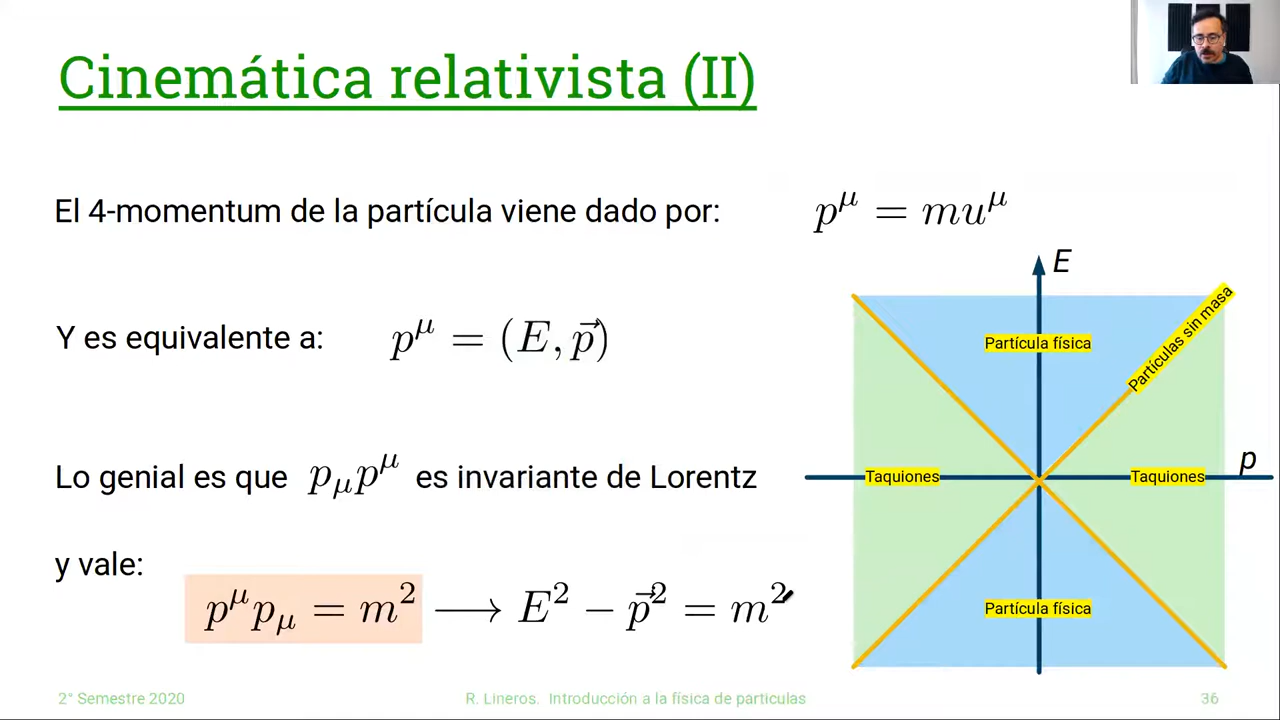 Cinemática relativista (II)
El 4-momentum de la partícula viene dado por: p^μ = mu^μ
E
Partículas sin masa
Partícula física
Y es equivalente a: p^μ = (E, p⃗)
Taquiones
Taquiones
p
Lo genial es que p_μ p^μ es invariante de Lorentz
y vale:
p^μ p_μ = m² ⟶ E² − p⃗² = m²
Partícula física
2° Semestre 2020
R. Lineros. Introducción a la física de particulas
36